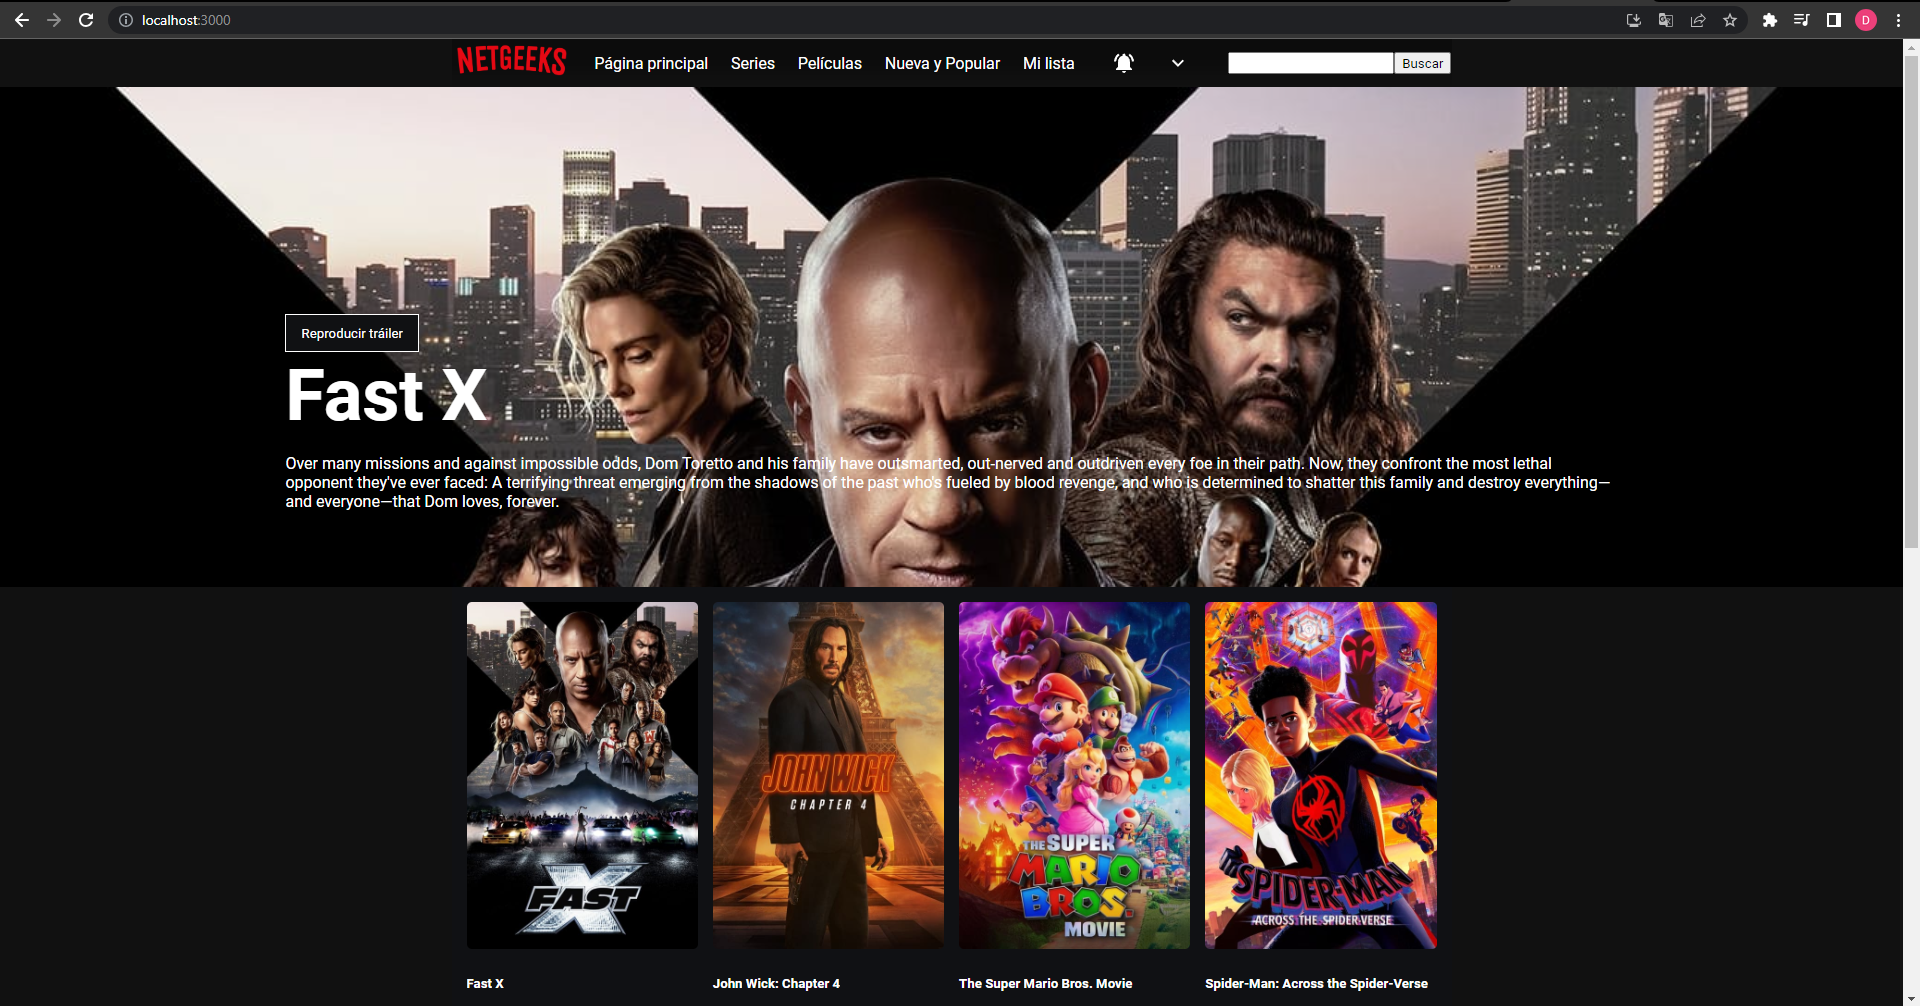 localhost:3000
D
NETGEEKS
Página principal Series Películas Nueva y Popular Mi lista
Buscar
Reproducir tráiler
Fast X
Over many missions and against impossible odds, Dom Toretto and his family have outsmarted, out-nerved and outdriven every foe in their path. Now, they confront the most lethal
opponent they've ever faced: A terrifying threat emerging from the shadows of the past who's fueled by blood revenge, and who is determined to shatter this family and destroy everything—
and everyone—that Dom loves, forever.
FAST X
JOHN WICK
CHAPTER 4
THE SUPER
MARIO
BROS.
MOVIE
SPIDER-MAN
ACROSS THE SPIDER-VERSE
Fast X
John Wick: Chapter 4
The Super Mario Bros. Movie
Spider-Man: Across the Spider-Verse